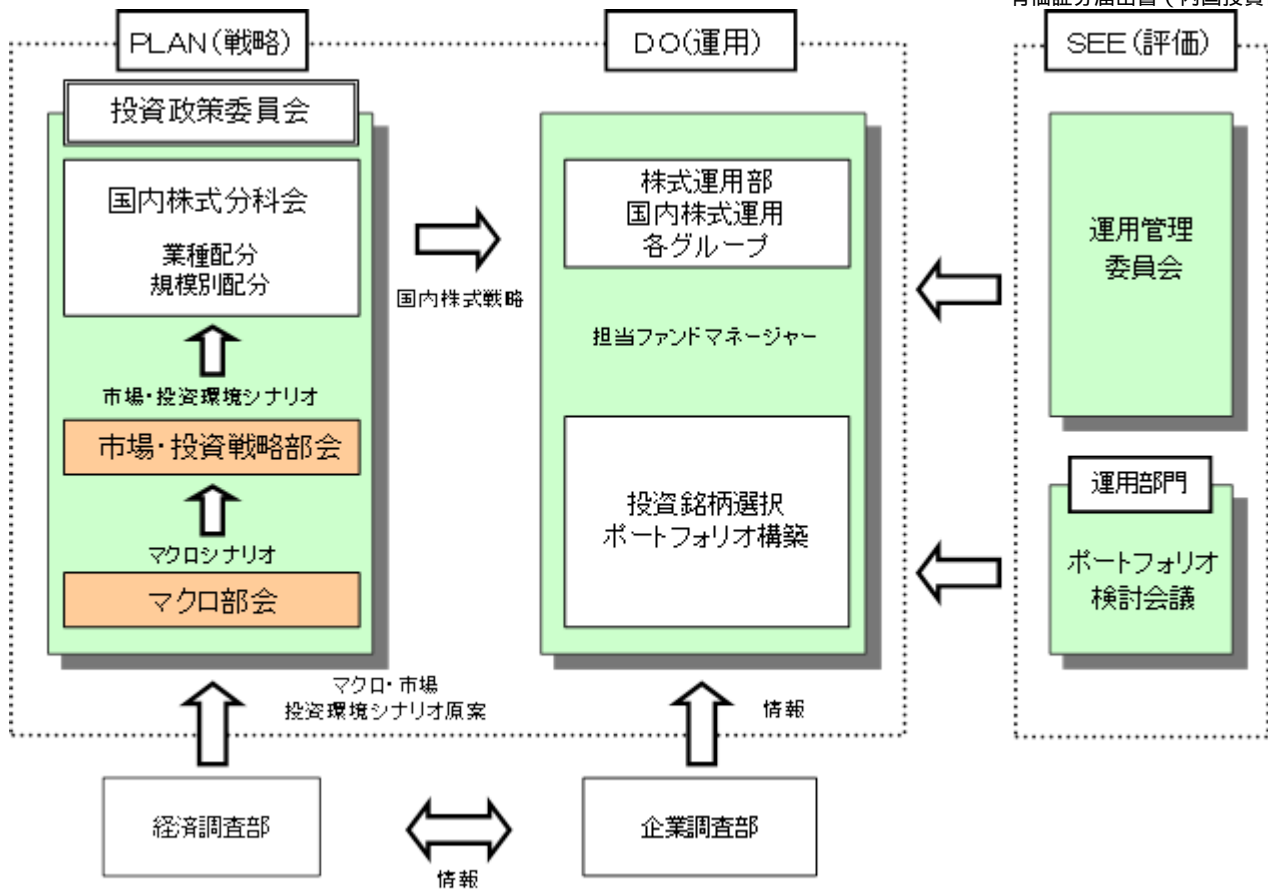 PLAN(戦略)
投資政策委員会
国内株式分科会
業種配分
規模別配分
市場・投資環境シナリオ
市場・投資戦略部会
マクロシナリオ
マクロ部会
国内株式戦略
DO(運用)
株式運用部
国内株式運用
各グループ
担当ファンドマネージャー
投資銘柄選択
ポートフォリオ構築
SEE(評価)
運用管理
委員会
運用部門
ポートフォリオ
検討会議
マクロ・市場
投資環境シナリオ原案
情報
経済調査部
情報
企業調査部